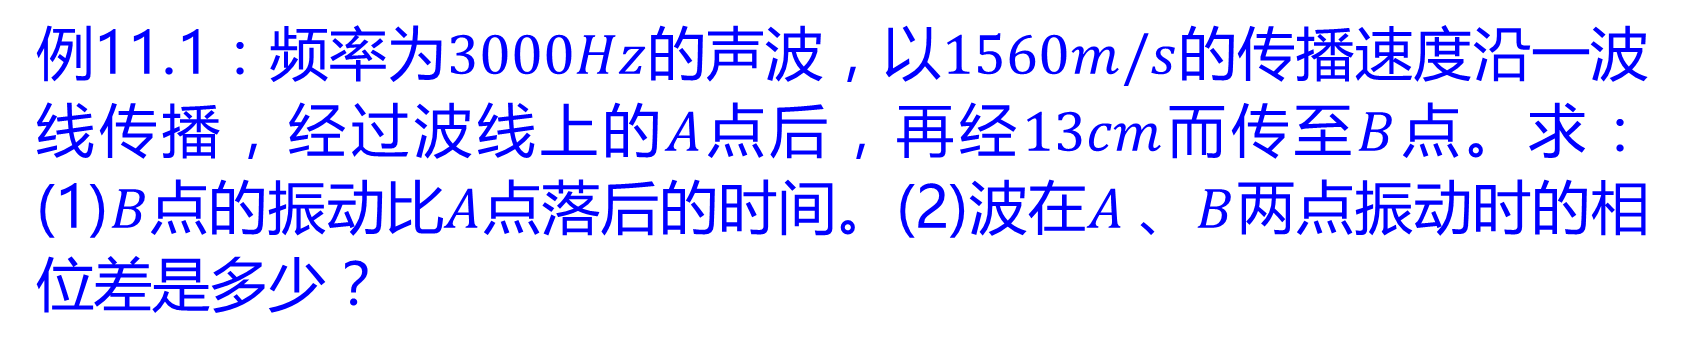 例11.1：频率为3000Hz的声波，以1560m/s的传播速度沿一波
线传播，经过波线上的A点后，再经13cm而传至B点。求：
(1)B点的振动比A点落后的时间。(2)波在A、B两点振动时的相
位差是多少？